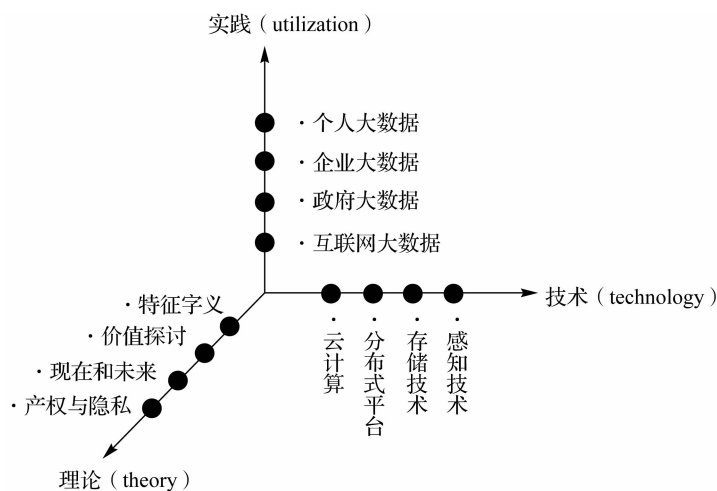 实践（utilization）
·个人大数据
·企业大数据
·政府大数据
·互联网大数据
技术（technology）
·云计算
·分布式平台
·存储技术
·感知技术
·特征字义
·价值探讨
·现在和未来
·产权与隐私
理论（theory）